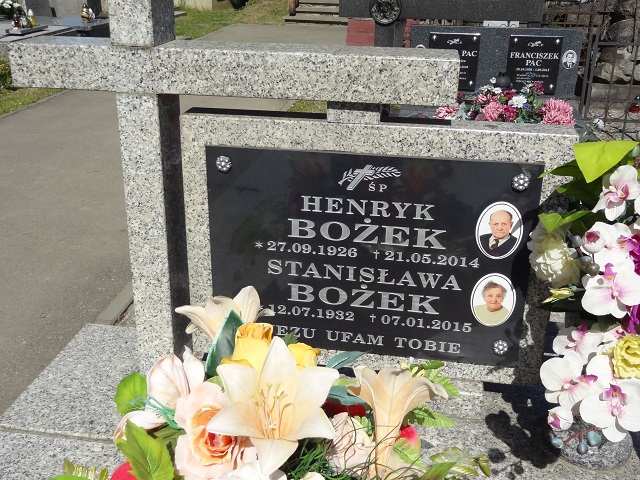 ŚP
HENRYK
BOŻEK
* 27.09.1926 † 21.05.2014
STANISŁAWA
BOŻEK
12.07.1932 † 07.01.2015
JEZU UFAM TOBIE
PAC
FRANCISZEK
PAC